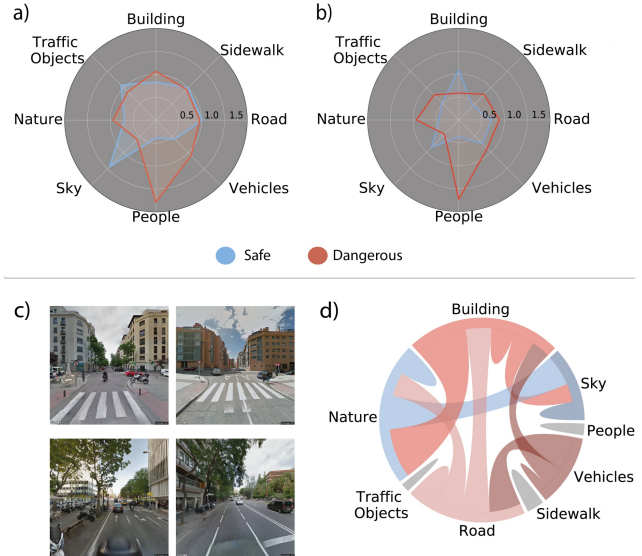 a)
Building
Traffic
Objects
Sidewalk
Nature
0.5 1.0 1.5
Road
Sky
Vehicles
People
b)
Building
Traffic
Objects
Sidewalk
Nature
0.5 1.0 1.5
Road
Sky
Vehicles
People
Safe
Dangerous
c)
d)
Building
Sky
Nature
People
Vehicles
Traffic
Objects
Sidewalk
Road